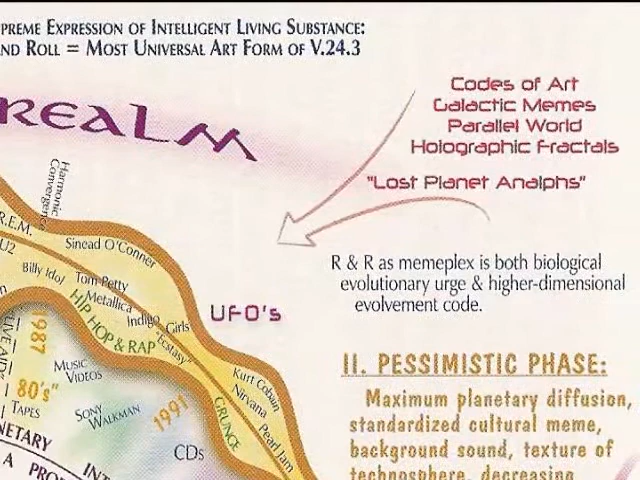 PREME EXPRESSION OF INTELLIGENT LIVING SUBSTANCE:
ND ROLL = MOST UNIVERSAL ART FORM OF V.24.3
REALM
Codes of Art
Galactic Memes
Parallel World
Holographic Fractals
"Lost Planet Analphs"
Harmonic
Convergence
R.E.M.
U2
Sinead O'Connor
Billy Idol
Tom Petty
Metallica
Indigo Girls
HIP HOP & RAP
"Ecstasy"
UFO's
R & R as memeplex is both biological
evolutionary urge & higher-dimensional
evolvement code.
LIVE AID
1987
80's"
TAPES
MUSIC
VIDEOS
SONY
WALKMAN
1991
CDs
GRUNGE
Kurt Cobain
Nirvana
Pearl Jam
NETARY
A PRO
INT
II. PESSIMISTIC PHASE:
Maximum planetary diffusion,
standardized cultural meme,
background sound, texture of
technosphere, decreasing